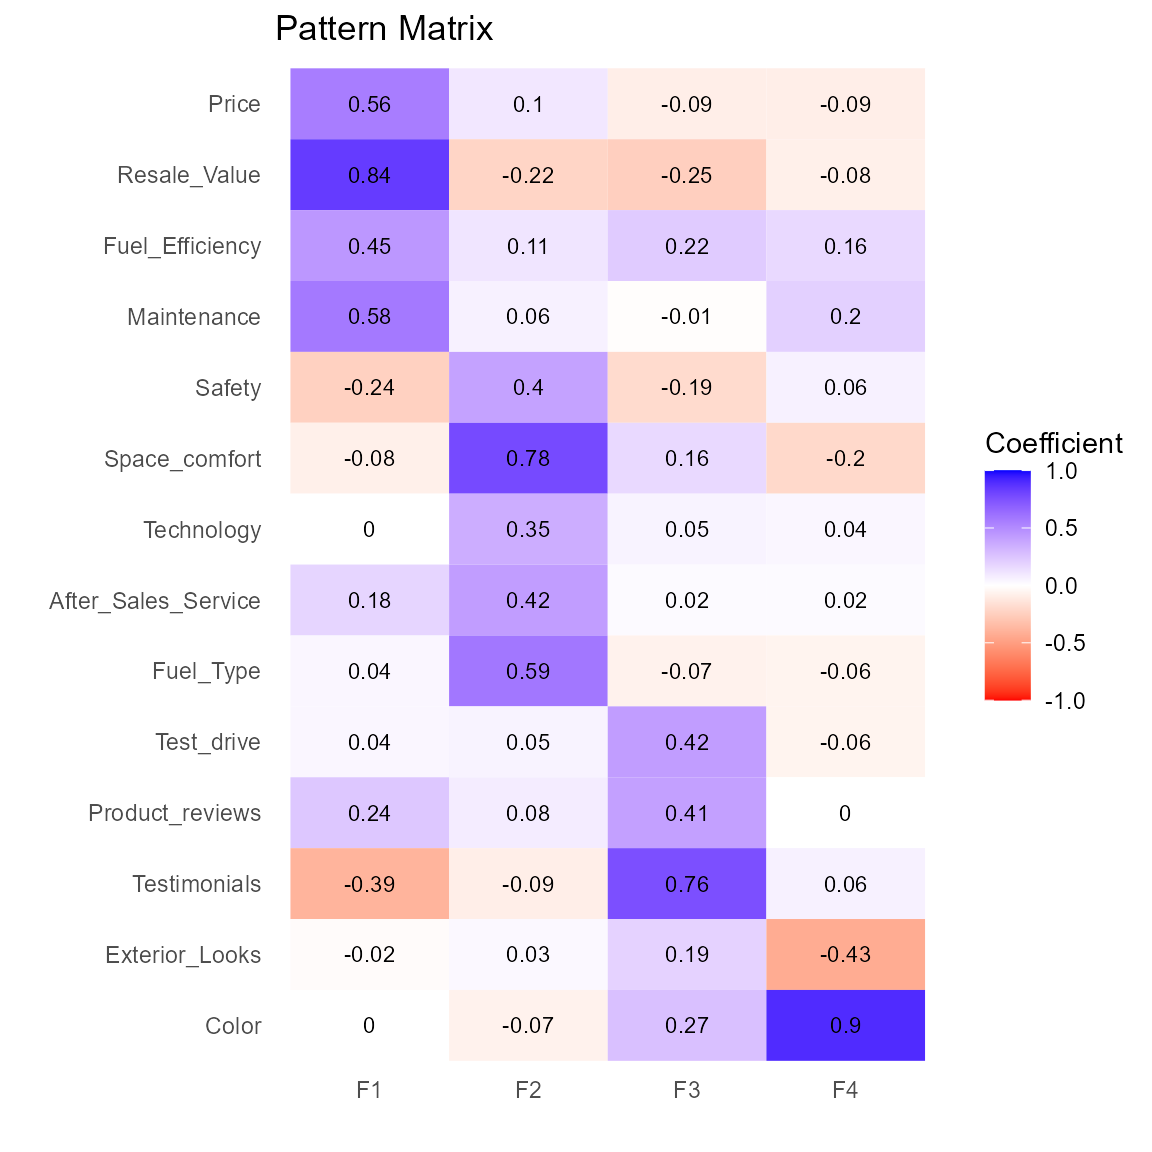 Pattern Matrix
Price 0.56 0.1 -0.09 -0.09
Resale_Value 0.84 -0.22 -0.25 -0.08
Fuel_Efficiency 0.45 0.11 0.22 0.16
Maintenance 0.58 0.06 -0.01 0.2
Safety -0.24 0.4 -0.19 0.06
Space_comfort -0.08 0.78 0.16 -0.2
Technology 0 0.35 0.05 0.04
After_Sales_Service 0.18 0.42 0.02 0.02
Fuel_Type 0.04 0.59 -0.07 -0.06
Test_drive 0.04 0.05 0.42 -0.06
Product_reviews 0.24 0.08 0.41 0
Testimonials -0.39 -0.09 0.76 0.06
Exterior_Looks -0.02 0.03 0.19 -0.43
Color 0 -0.07 0.27 0.9
F1 F2 F3 F4
Coefficient
1.0
0.5
0.0
-0.5
-1.0